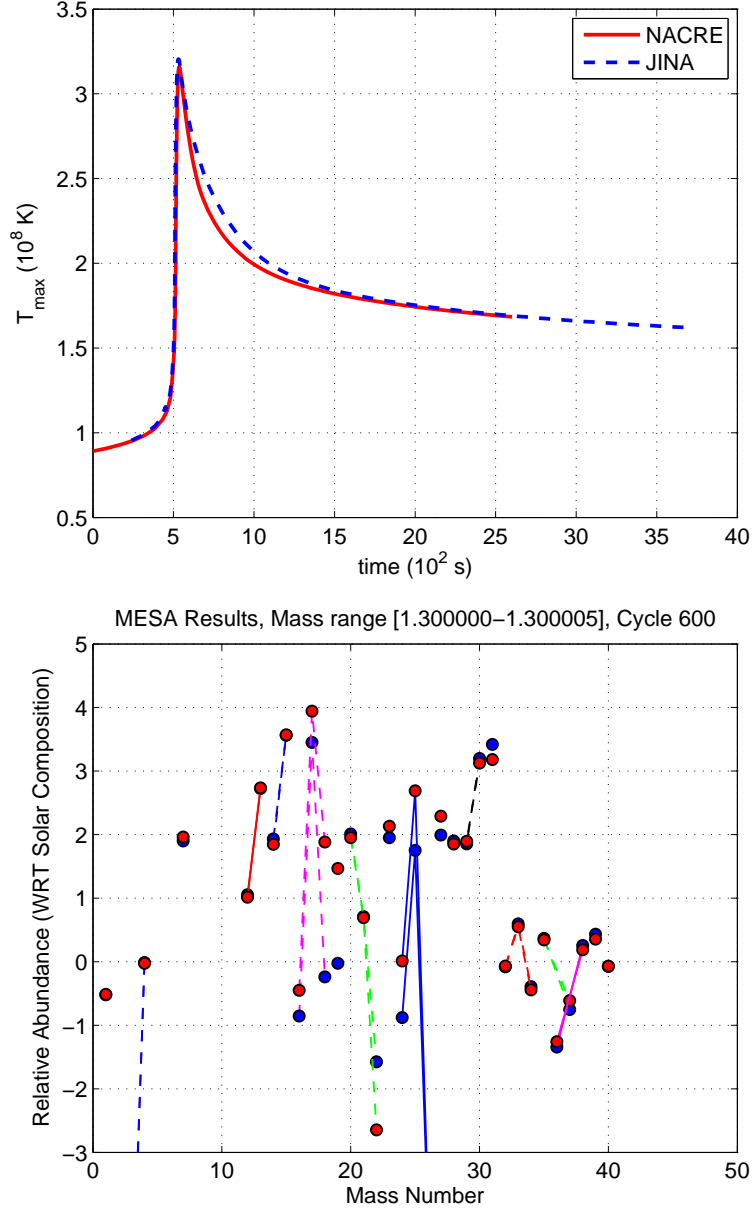 3.5
3
2.5
2
1.5
1
0.5
T_max (10^8 K)
NACRE
JINA
0 5 10 15 20 25 30 35 40
time (10^2 s)
MESA Results, Mass range [1.300000−1.300005], Cycle 600
5
4
3
2
1
0
−1
−2
−3
Relative Abundance (WRT Solar Composition)
0 10 20 30 40 50
Mass Number